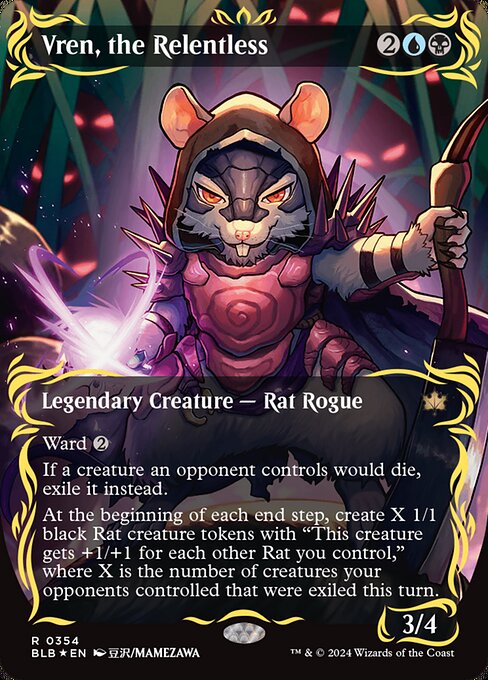 Vren, the Relentless 2
Legendary Creature — Rat Rogue
Ward 2
If a creature an opponent controls would die,
exile it instead.
At the beginning of each end step, create X 1/1
black Rat creature tokens with “This creature
gets +1/+1 for each other Rat you control,”
where X is the number of creatures your
opponents controlled that were exiled this turn.
3/4
R 0354
BLB ★ EN 豆沢/MAMEZAWA
™ & © 2024 Wizards of the Coast